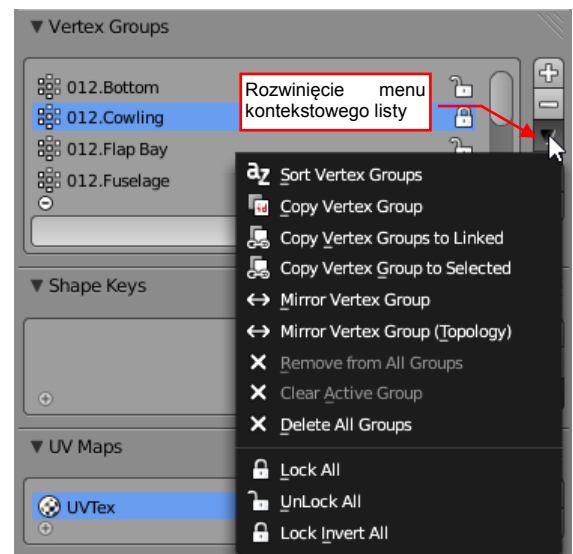 Vertex Groups
012.Bottom
012.Cowling
012.Flap Bay
012.Fuselage
Rozwinięcie menu
kontekstowego listy
Sort Vertex Groups
Copy Vertex Group
Copy Vertex Groups to Linked
Copy Vertex Group to Selected
Mirror Vertex Group
Mirror Vertex Group (Topology)
Remove from All Groups
Clear Active Group
Delete All Groups
Lock All
UnLock All
Lock Invert All
Shape Keys
UV Maps
UVTex